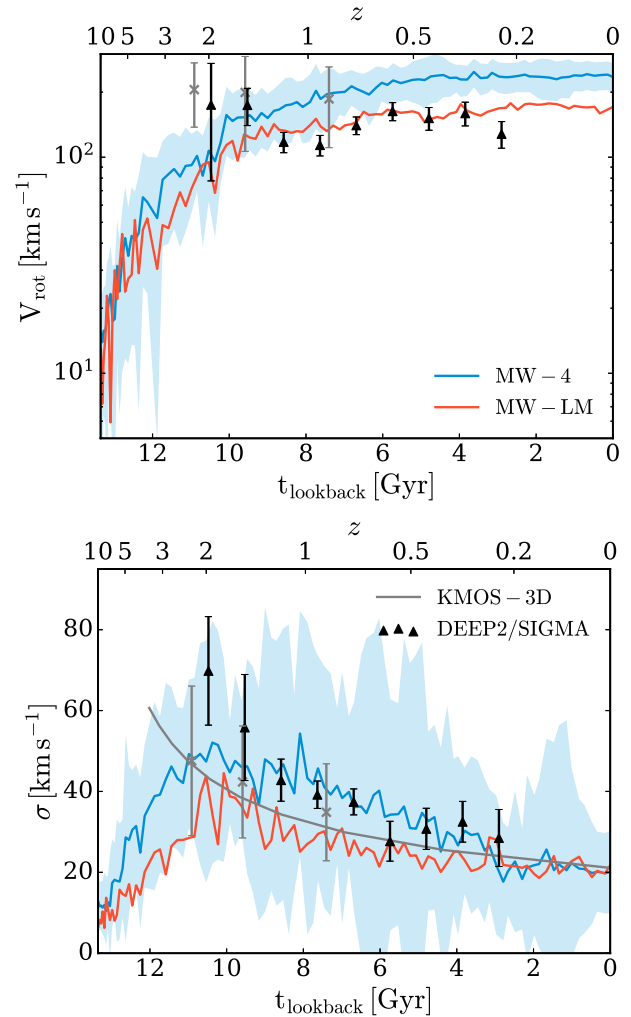 z
10 5 3 2 1 0.5 0.2 0
V_rot [km s^−1]
10^2
10^1
MW − 4
MW − LM
12 10 8 6 4 2 0
t_lookback [Gyr]
z
10 5 3 2 1 0.5 0.2 0
σ [km s^−1]
80
60
40
20
0
KMOS − 3D
DEEP2/SIGMA
12 10 8 6 4 2 0
t_lookback [Gyr]